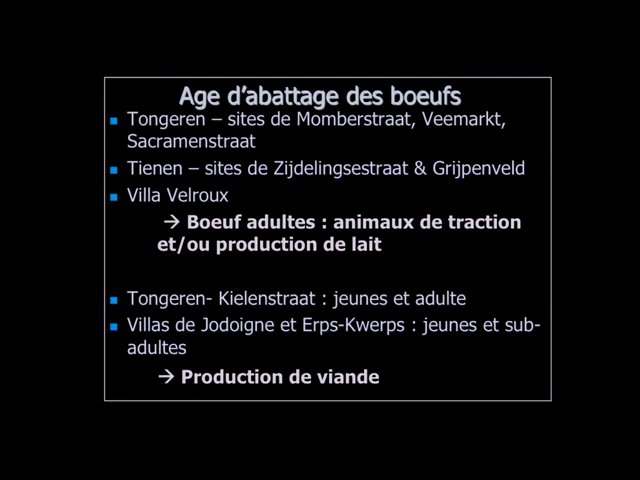 Age d’abattage des boeufs
Tongeren – sites de Momberstraat, Veemarkt,
Sacramenstraat
Tienen – sites de Zijdelingsestraat & Grijpenveld
Villa Velroux
→ Boeuf adultes : animaux de traction
et/ou production de lait
Tongeren- Kielenstraat : jeunes et adulte
Villas de Jodoigne et Erps-Kwerps : jeunes et sub-
adultes
→ Production de viande